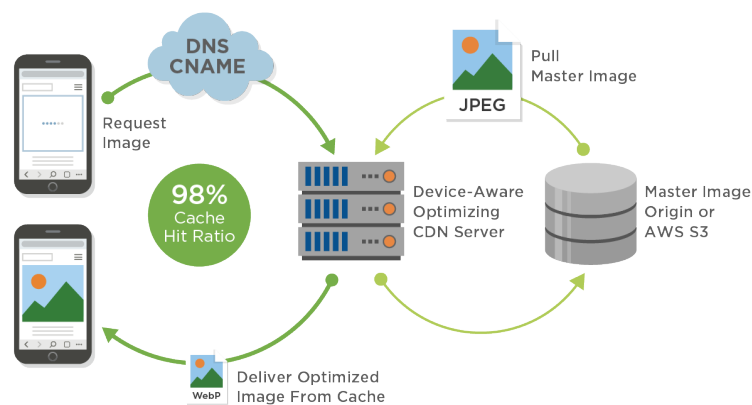 DNS
CNAME
Request
Image
98%
Cache
Hit Ratio
JPEG
Pull
Master Image
Device-Aware
Optimizing
CDN Server
Master Image
Origin or
AWS S3
WebP
Deliver Optimized
Image From Cache